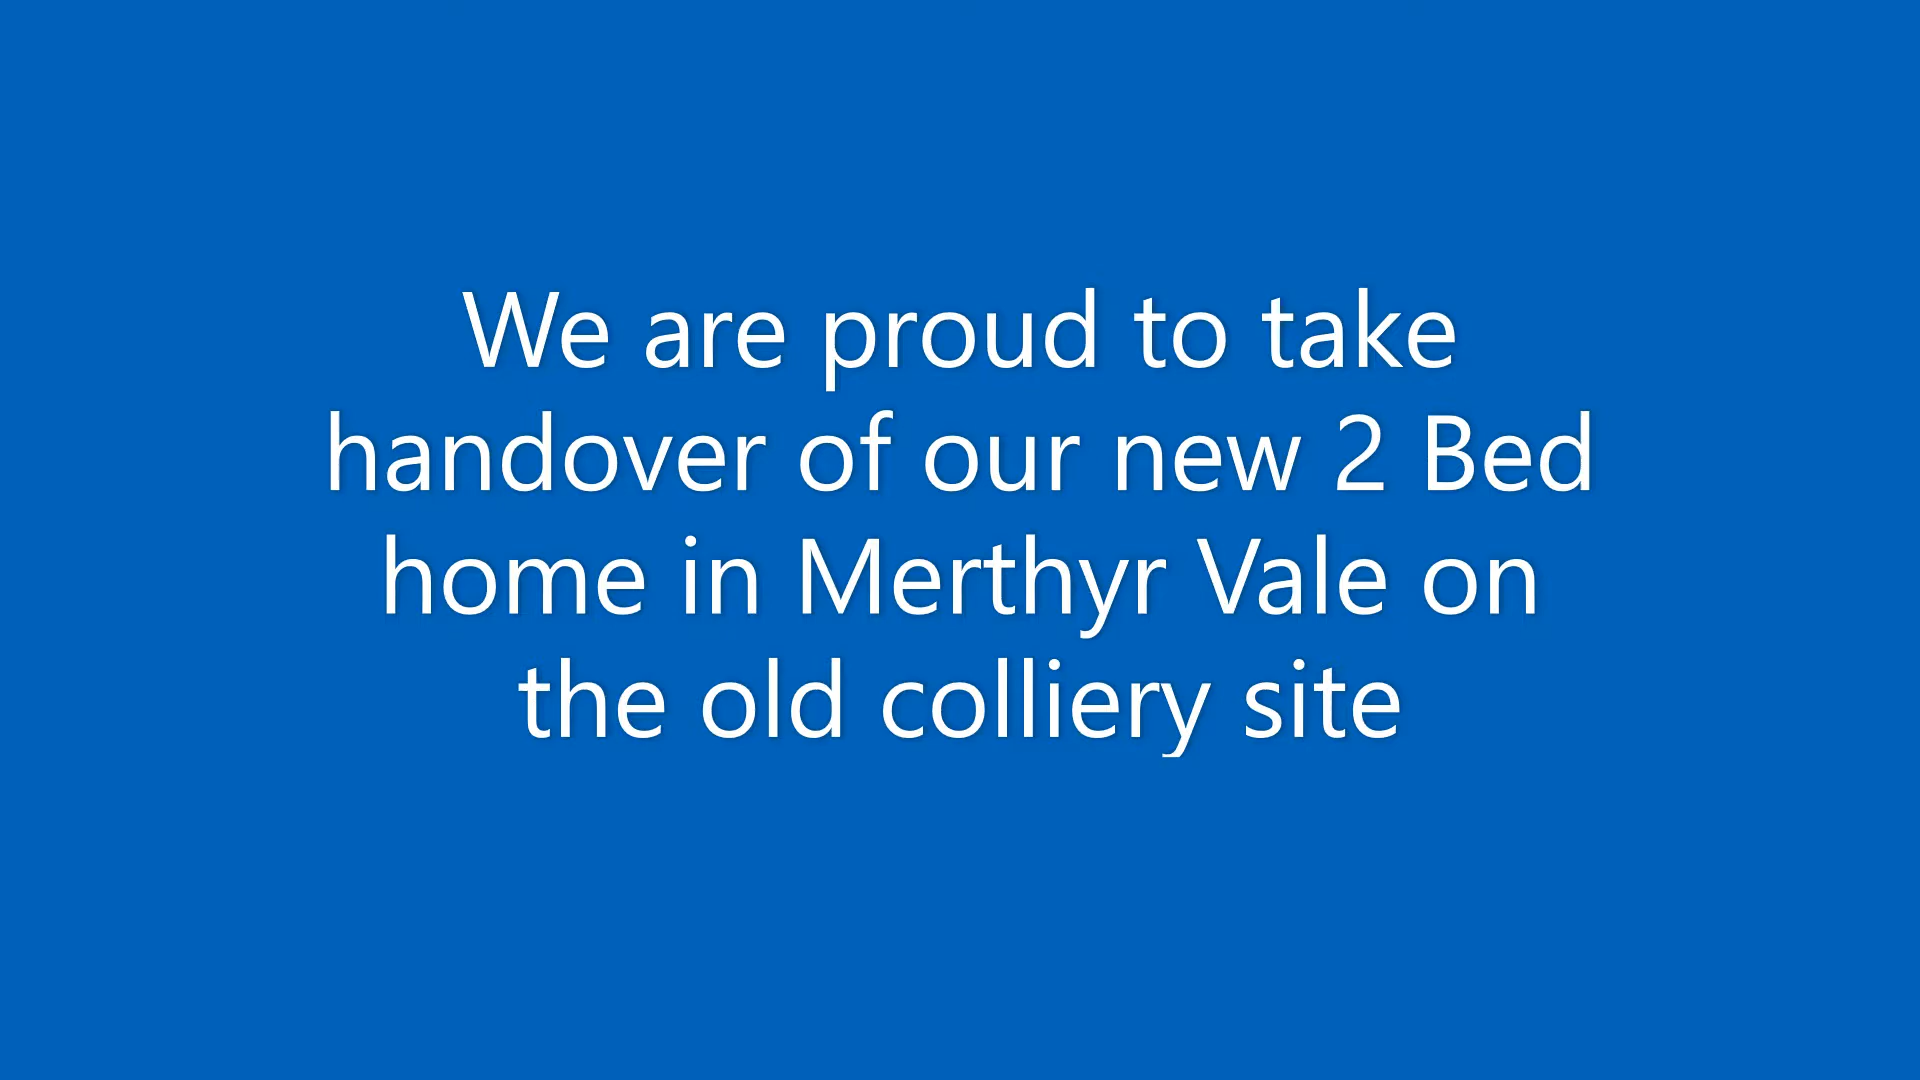 We are proud to take
handover of our new 2 Bed
home in Merthyr Vale on
the old colliery site